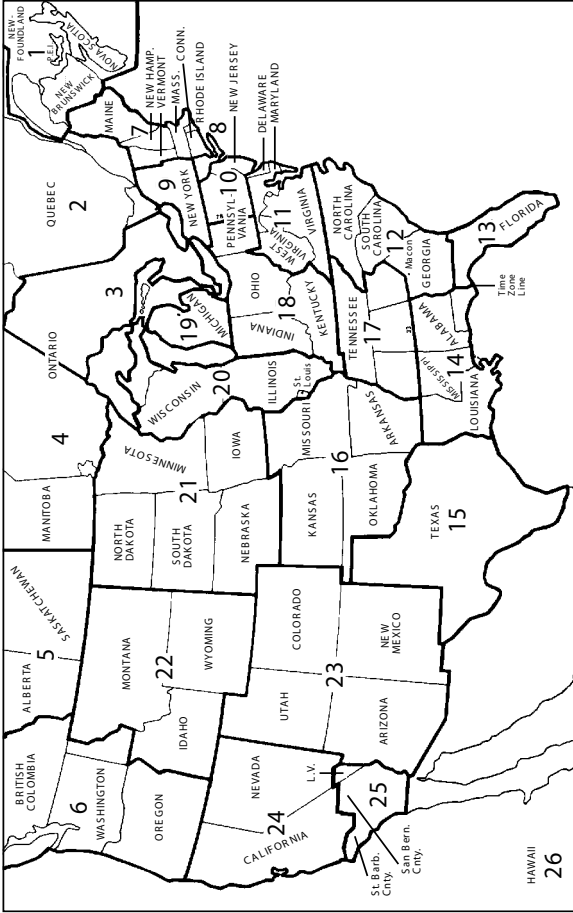 NEW-
FOUNDLAND
1
P.E.I.
NOVA SCOTIA
NEW
BRUNSWICK
QUEBEC
2
MAINE
7
NEW HAMP.
VERMONT
MASS.
CONN.
RHODE ISLAND
8
NEW JERSEY
DELAWARE
MARYLAND
9
NEW YORK
PENNSYL-
VANIA
10
11
WEST
VIRGINIA
VIRGINIA
NORTH
CAROLINA
SOUTH
CAROLINA
12
Macon
GEORGIA
13
FLORIDA
Time
Zone
Line
ONTARIO
3
4
MICHIGAN
19
OHIO
18
INDIANA
KENTUCKY
TENNESSEE
17
ALABAMA
MISSISSIPPI
14
LOUISIANA
WISCONSIN
20
ILLINOIS
St.
Louis
MANITOBA
MINNESOTA
21
IOWA
MISSOURI
16
ARKANSAS
NORTH
DAKOTA
SOUTH
DAKOTA
NEBRASKA
KANSAS
OKLAHOMA
TEXAS
15
SASKATCHEWAN
5
ALBERTA
MONTANA
22
WYOMING
IDAHO
COLORADO
23
NEW
MEXICO
UTAH
ARIZONA
BRITISH
COLOMBIA
6
WASHINGTON
OREGON
NEVADA
24
CALIFORNIA
L.V.
25
San Bern.
Cnty.
St. Barb.
Cnty.
HAWAII
26